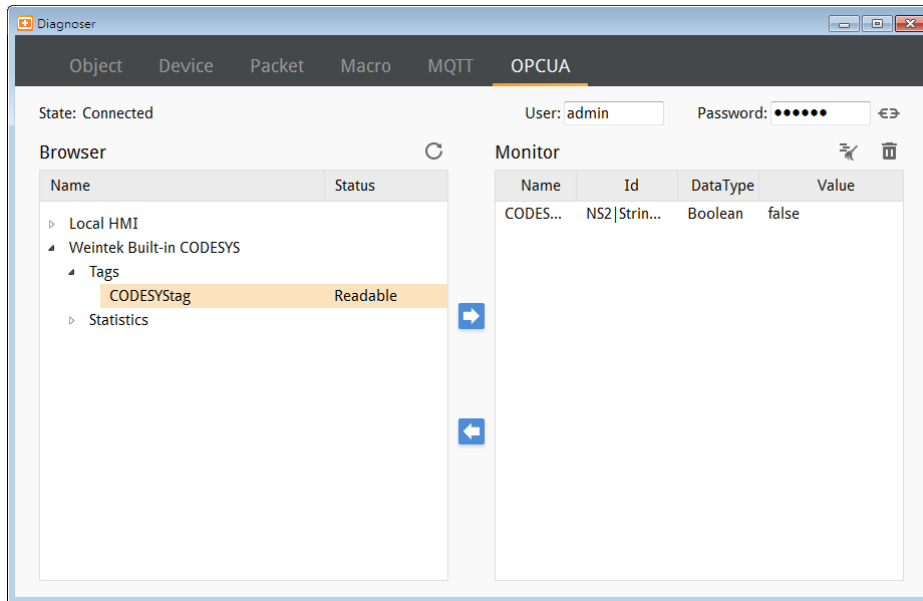 Diagnoser
Object Device Packet Macro MQTT OPCUA
State: Connected User: admin Password: ●●●●●●
Browser Monitor
Name Status Name Id DataType Value
Local HMI CODES... NS2|Strin... Boolean false
Weintek Built-in CODESYS
Tags
CODESYStag Readable
Statistics